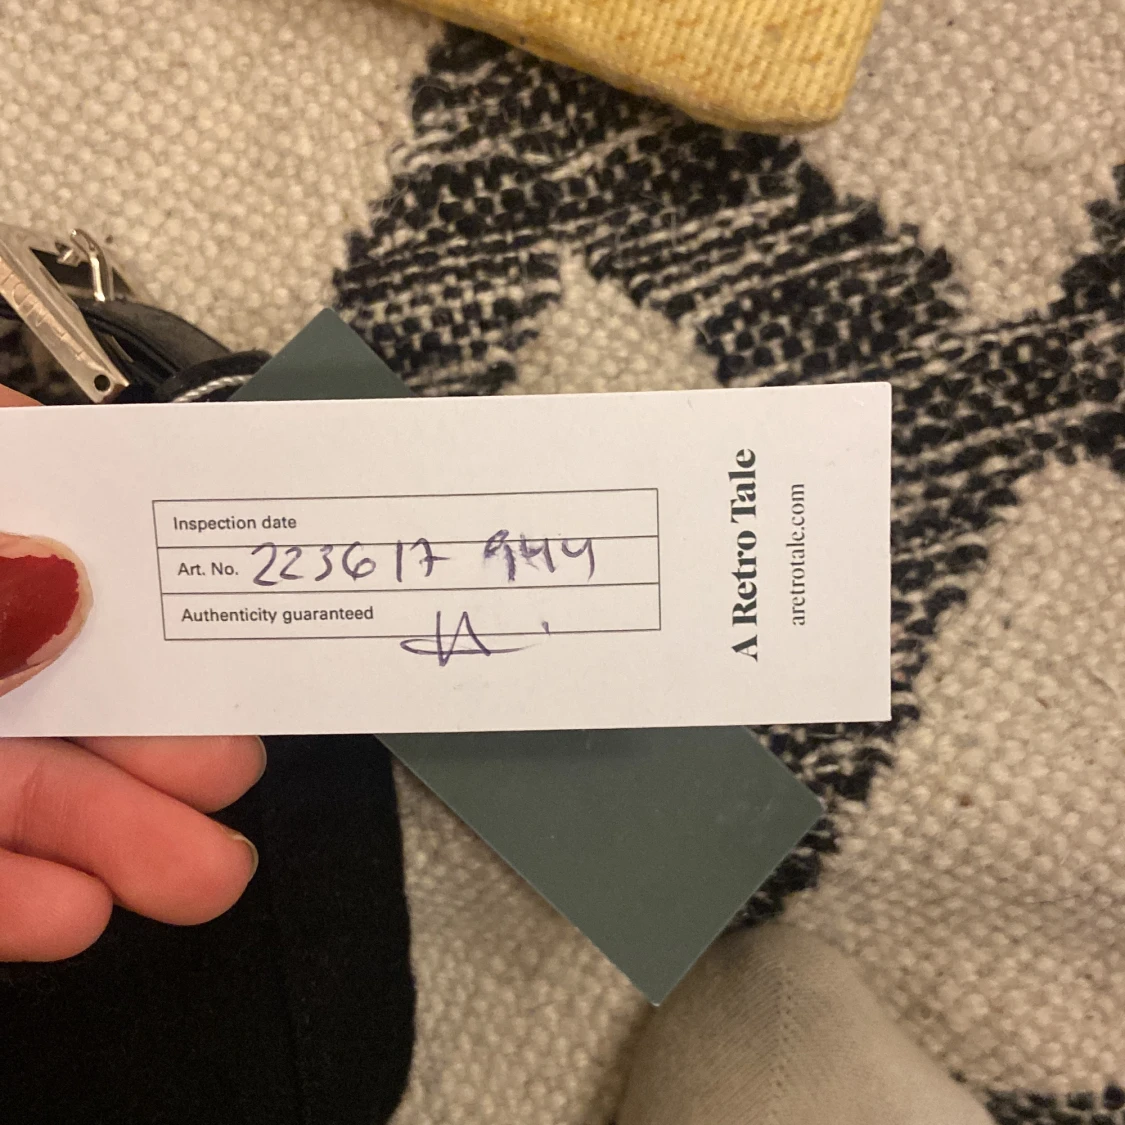 Inspection date
Art. No. 223617 944
Authenticity guaranteed
A Retro Tale
aretrotale.com